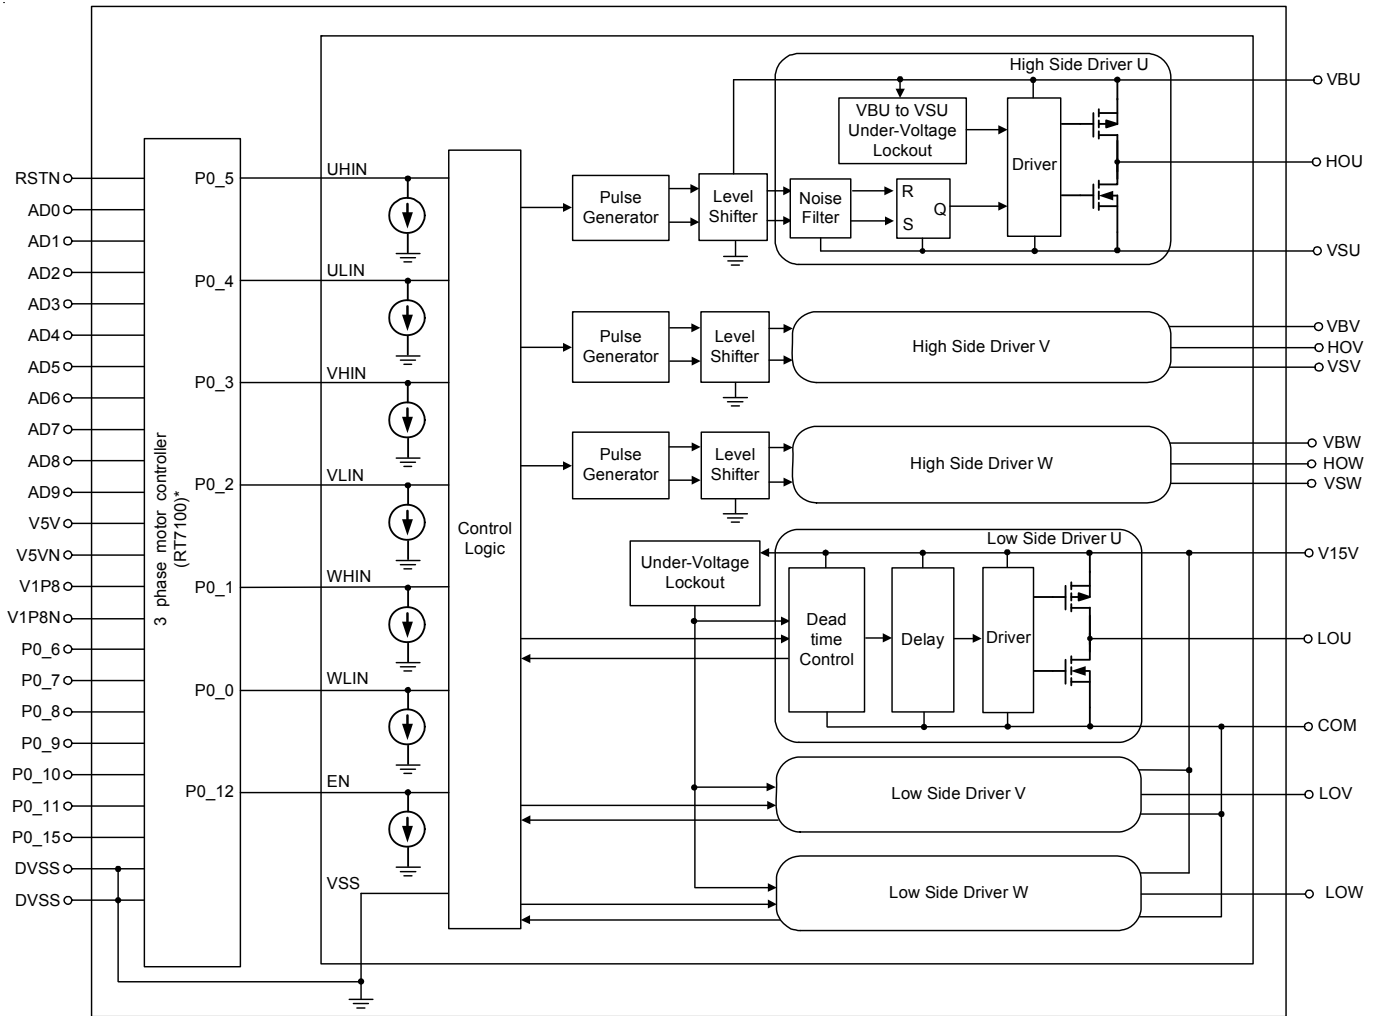 RSTN
AD0
AD1
AD2
AD3
AD4
AD5
AD6
AD7
AD8
AD9
V5V
V5VN
V1P8
V1P8N
P0_6
P0_7
P0_8
P0_9
P0_10
P0_11
P0_15
DVSS
DVSS
3 phase motor controller
(RT7100)*
P0_5
P0_4
P0_3
P0_2
P0_1
P0_0
P0_12
UHIN
ULIN
VHIN
VLIN
WHIN
WLIN
EN
VSS
Control
Logic
Pulse
Generator
Level
Shifter
High Side Driver U
VBU to VSU
Under-Voltage
Lockout
Noise
Filter
R
S
Q
Driver
VBU
HOU
VSU
Pulse
Generator
Level
Shifter
High Side Driver V
VBV
HOV
VSV
Pulse
Generator
Level
Shifter
High Side Driver W
VBW
HOW
VSW
Under-Voltage
Lockout
Low Side Driver U
Dead
time
Control
Delay
Driver
V15V
LOU
COM
Low Side Driver V
LOV
Low Side Driver W
LOW